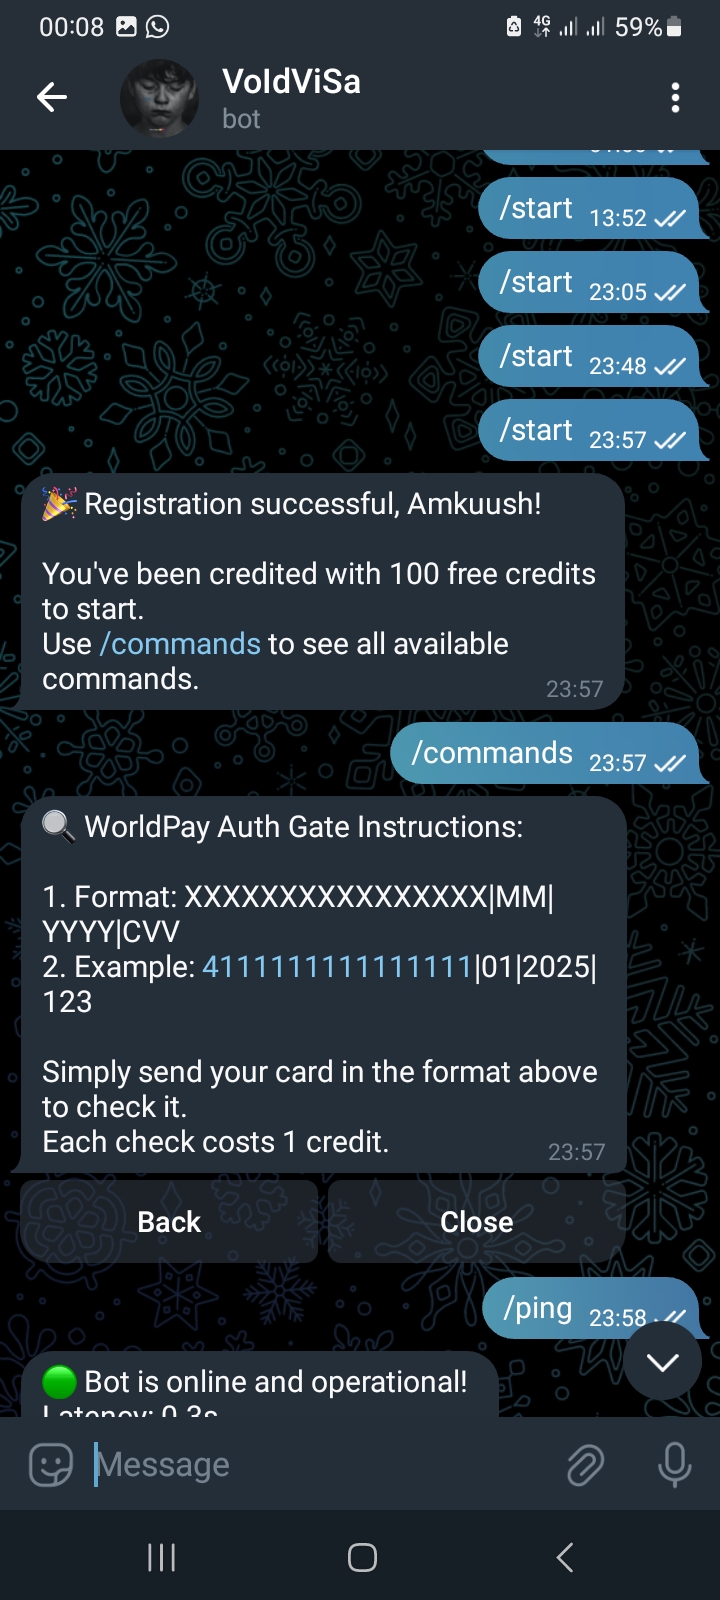 00:08 4G 59%
VoldViSa
bot
/start 13:52
/start 23:05
/start 23:48
/start 23:57
🎉 Registration successful, Amkuush!
You've been credited with 100 free credits
to start.
Use /commands to see all available
commands. 23:57
/commands 23:57
🔍 WorldPay Auth Gate Instructions:
1. Format: XXXXXXXXXXXXXXXX|MM|
YYYY|CVV
2. Example: 4111111111111111|01|2025|
123
Simply send your card in the format above
to check it.
Each check costs 1 credit. 23:57
Back Close
/ping 23:58
🟢 Bot is online and operational!
Latency: 0.3s
Message